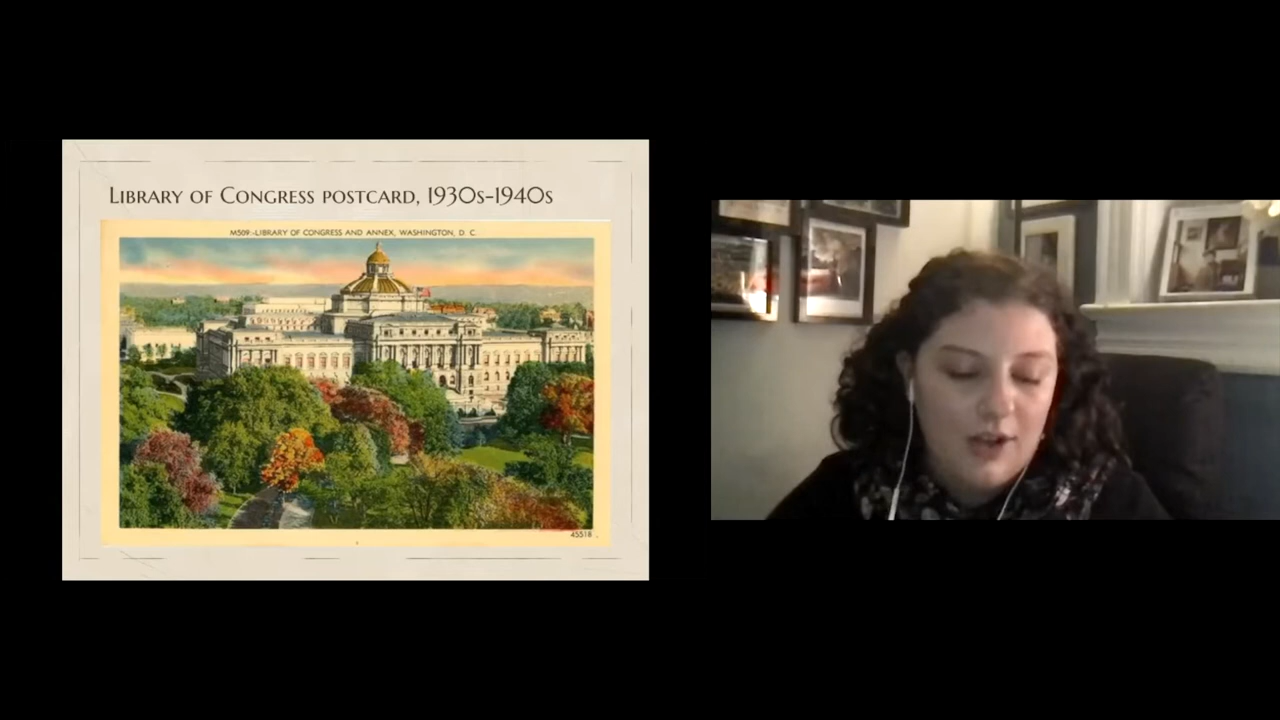 Library of Congress postcard, 1930s-1940s
M509:-LIBRARY OF CONGRESS AND ANNEX, WASHINGTON, D. C.
45518